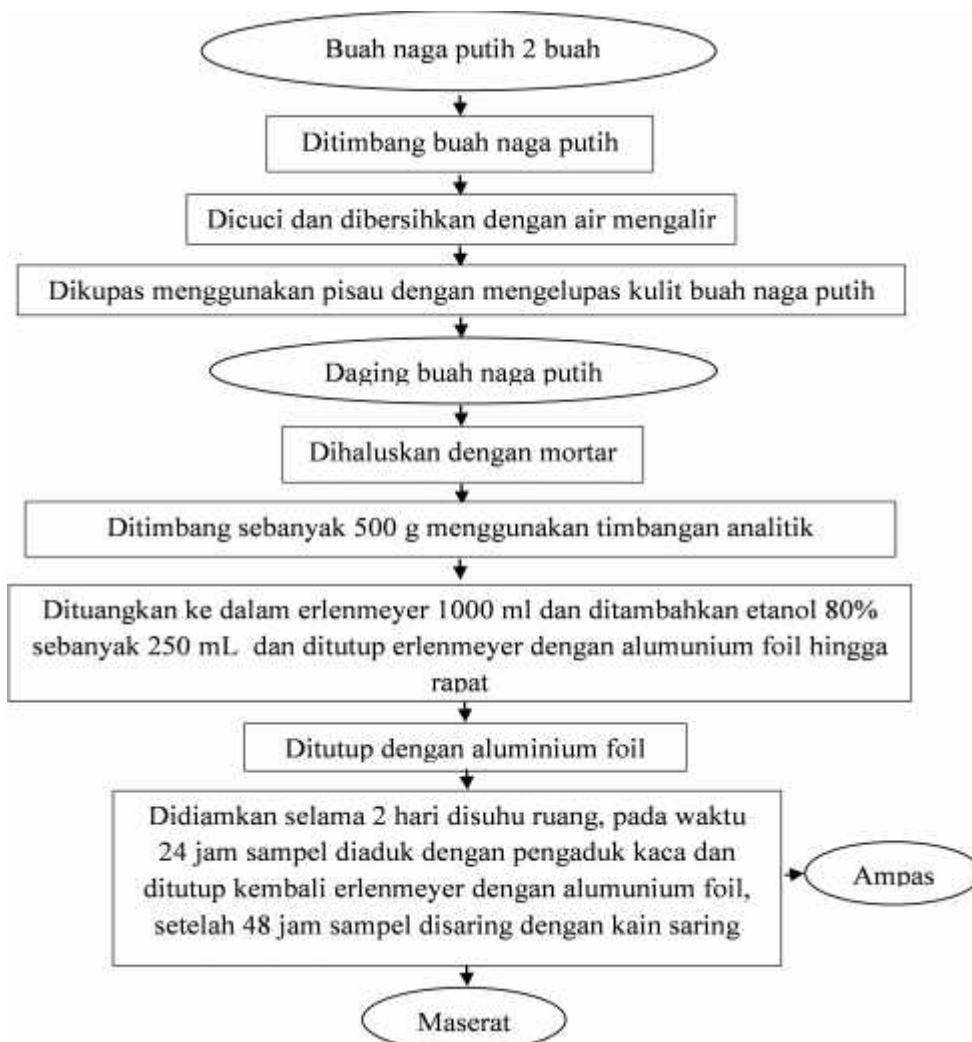 Buah naga putih 2 buah
Ditimbang buah naga putih
Dicuci dan dibersihkan dengan air mengalir
Dikupas menggunakan pisau dengan mengelupas kulit buah naga putih
Daging buah naga putih
Dihaluskan dengan mortar
Ditimbang sebanyak 500 g menggunakan timbangan analitik
Dituangkan ke dalam erlenmeyer 1000 ml dan ditambahkan etanol 80%
sebanyak 250 mL dan ditutup erlenmeyer dengan alumunium foil hingga
rapat
Ditutup dengan aluminium foil
Didiamkan selama 2 hari disuhu ruang, pada waktu
24 jam sampel diaduk dengan pengaduk kaca dan
ditutup kembali erlenmeyer dengan alumunium foil,
setelah 48 jam sampel disaring dengan kain saring
Ampas
Maserat